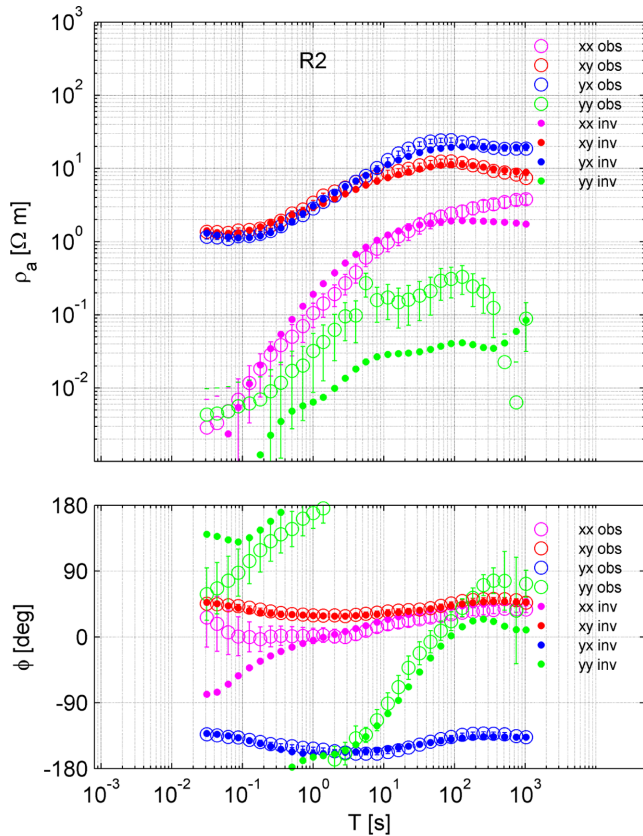 R2
10³
10²
10¹
10⁰
10⁻¹
10⁻²
ρₐ [Ω m]
xx obs
xy obs
yx obs
yy obs
xx inv
xy inv
yx inv
yy inv
180
90
0
-90
-180
ϕ [deg]
xx obs
xy obs
yx obs
yy obs
xx inv
xy inv
yx inv
yy inv
10⁻³ 10⁻² 10⁻¹ 10⁰ 10¹ 10² 10³
T [s]